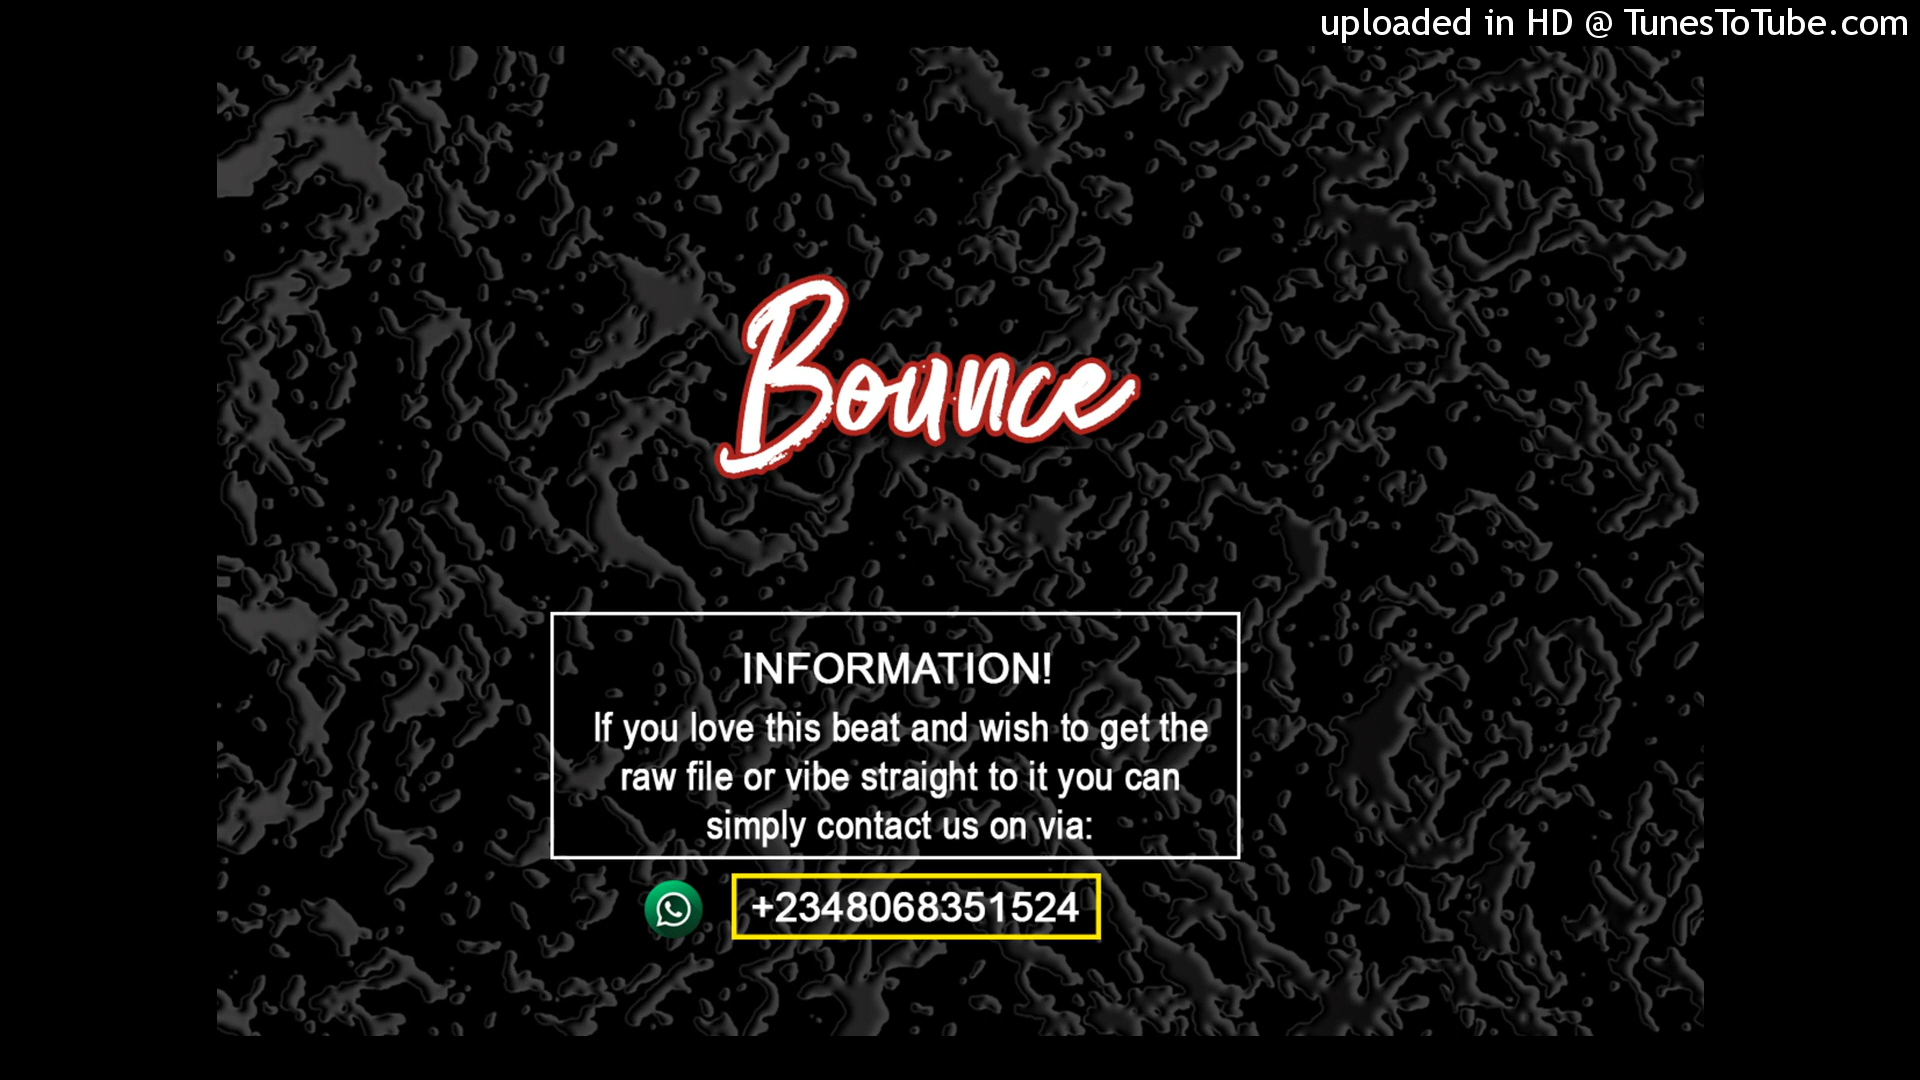 uploaded in HD @ TunesToTube.com
Bounce
INFORMATION!
If you love this beat and wish to get the
raw file or vibe straight to it you can
simply contact us on via:
+2348068351524